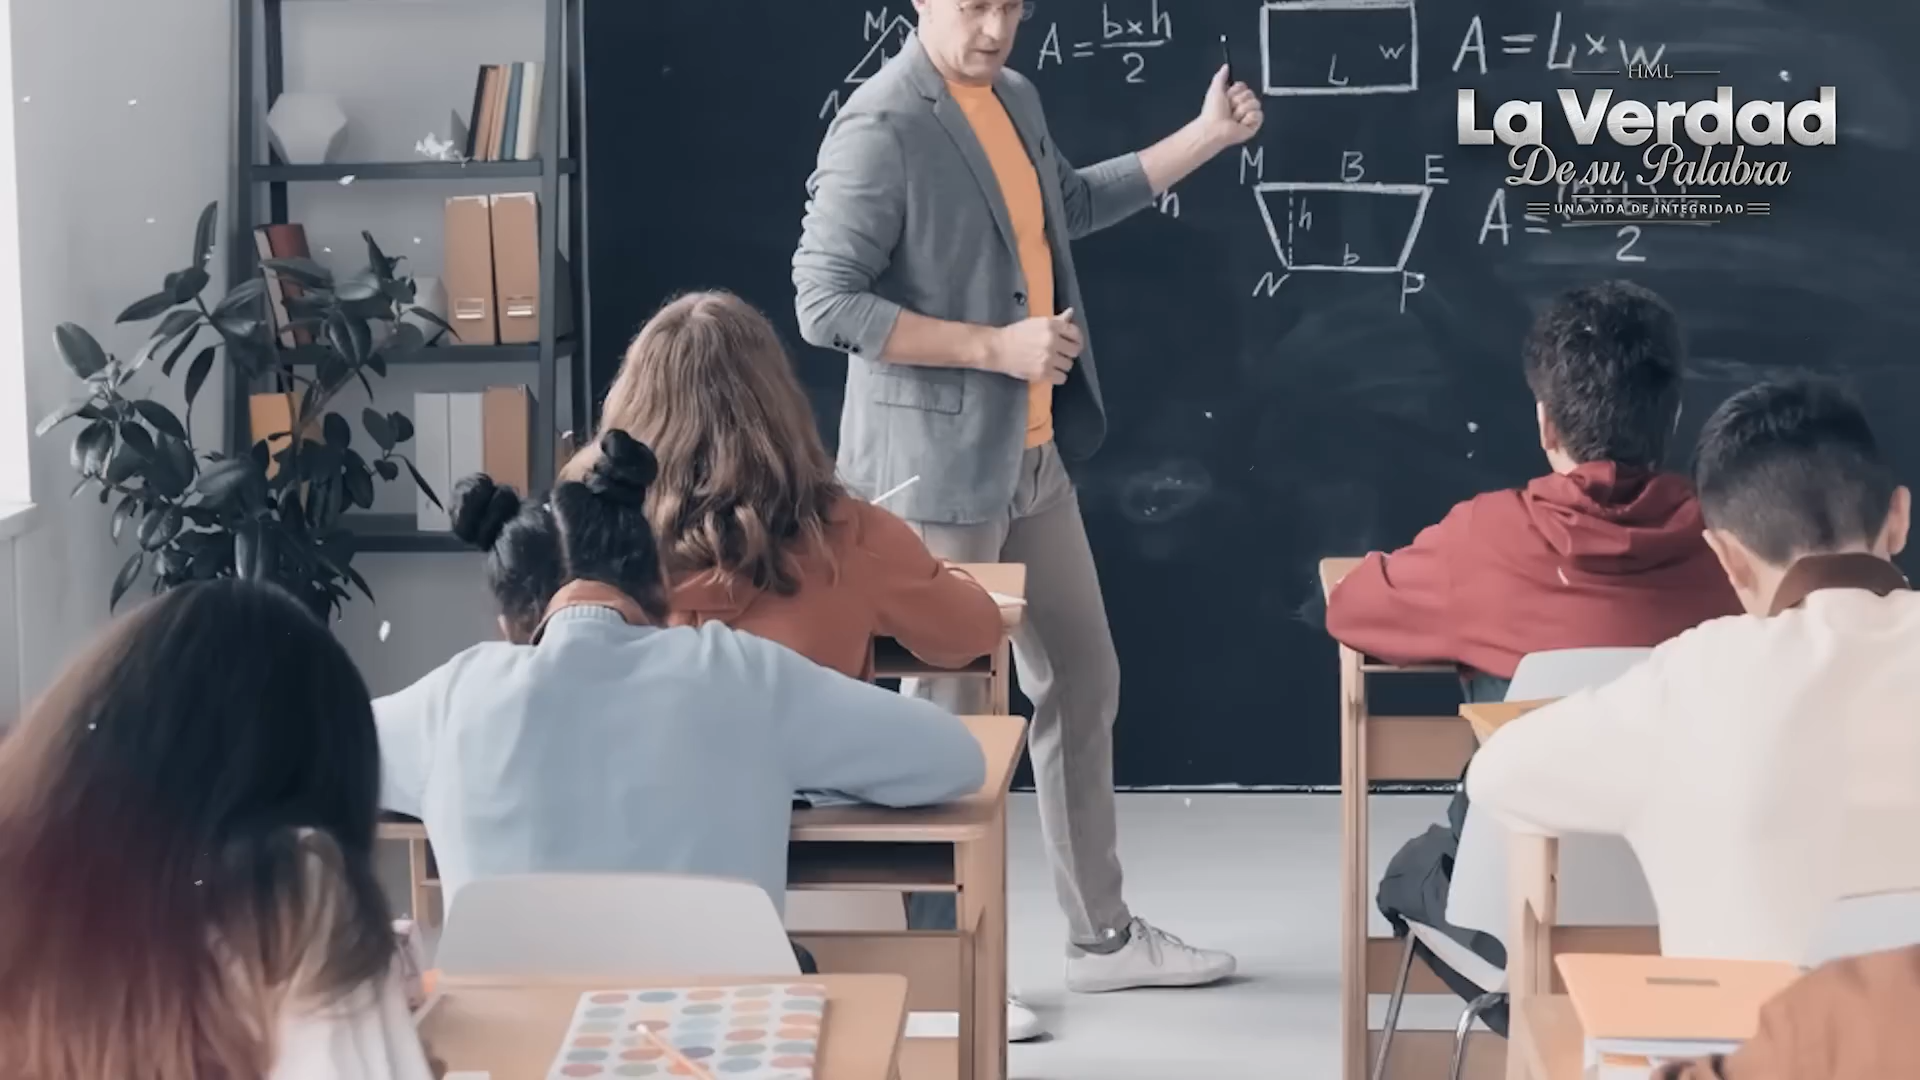 M
A = b×h
2
L
W
A = L×W
HML
La Verdad
De su Palabra
UNA VIDA DE INTEGRIDAD
M B E
h
h
b
N P
A =
2